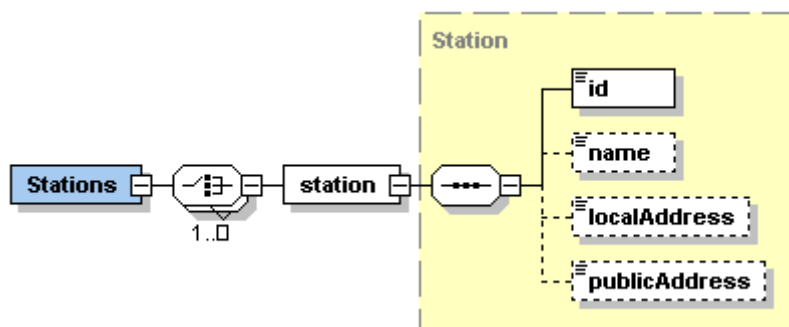 Station
id
name
Stations
station
localAddress
1..
publicAddress